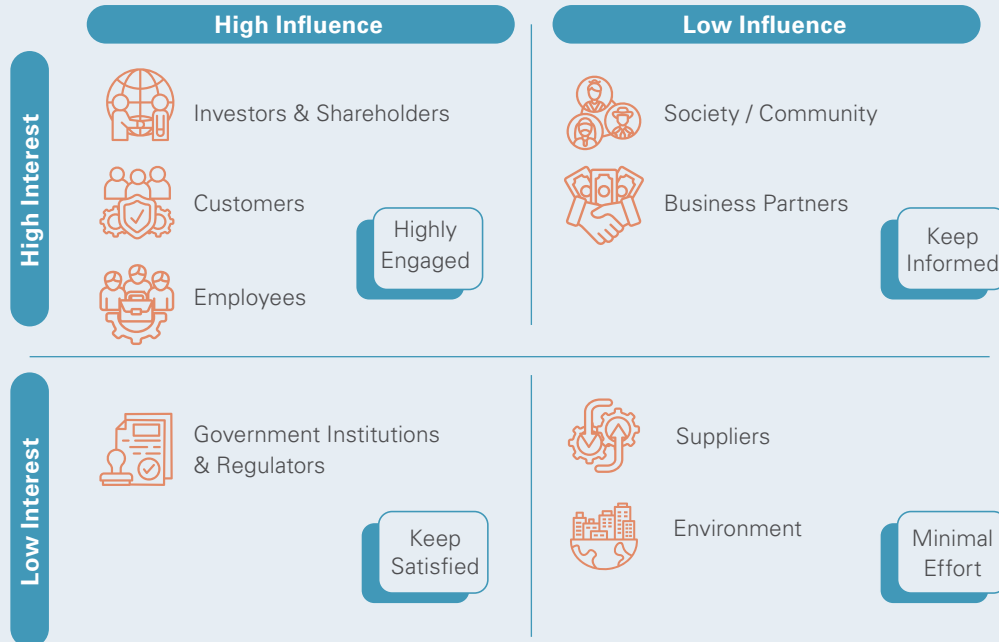 High Influence
Low Influence
High Interest
Investors & Shareholders
Customers
Employees
Highly
Engaged
Society / Community
Business Partners
Keep
Informed
Low Interest
Government Institutions
& Regulators
Keep
Satisfied
Suppliers
Environment
Minimal
Effort